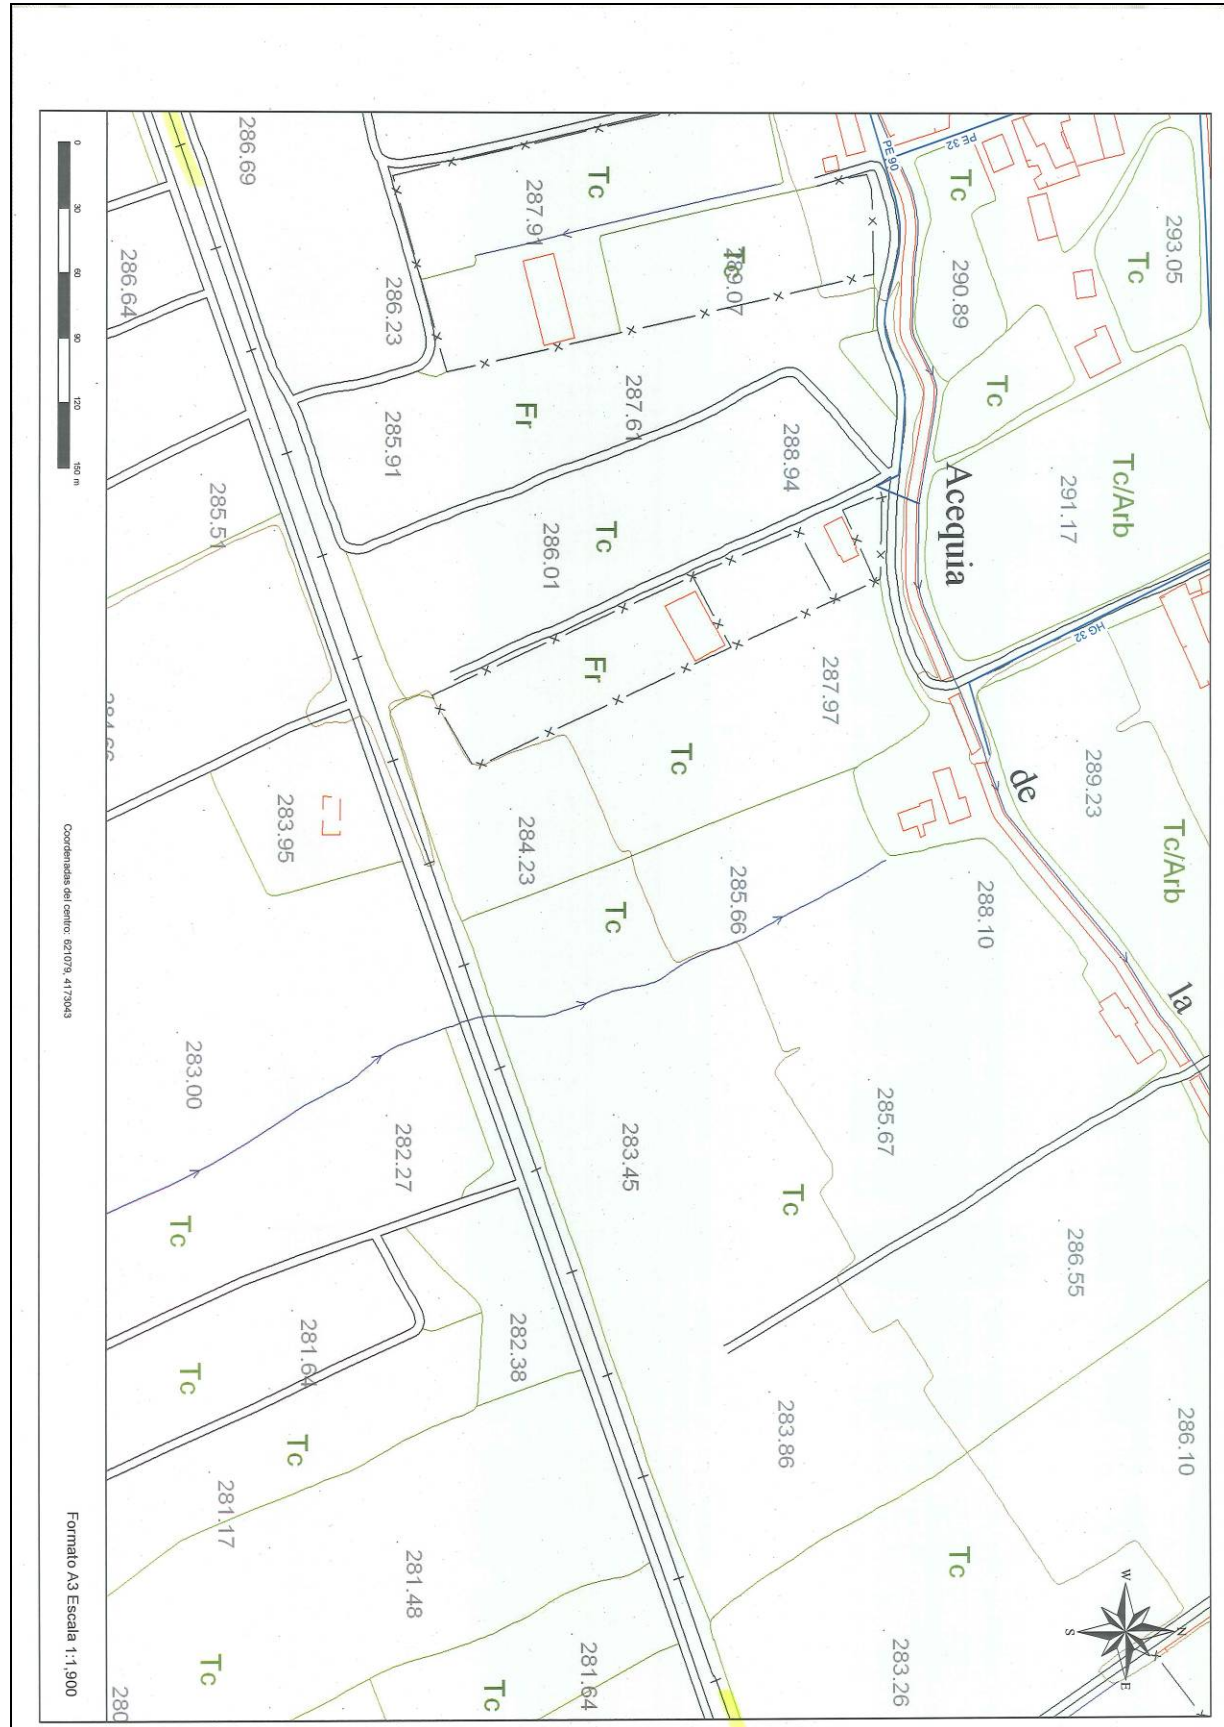 293.05
Tc
Tc/Arb
291.17
Tc/Arb
289.23
la
286.10
286.55
W
N
S
E
PE 32
HG 32
Tc
290.89
Tc
Acequia
de
288.10
Tc
PE 90
285.67
283.26
288.94
287.97
Tc
283.86
Tc
285.66
Tc
Tc
287.61
Tc
Fr
Tc
283.45
281.64
287.91
Fr
286.01
284.23
282.38
Tc
286.23
285.91
282.27
281.48
286.69
283.95
281.64
Tc
285.51
283.00
281.17
Tc
Tc
Tc
286.64
280
0
30
60
90
120
150 m
Coordenadas del centro: 621079, 4173043
Formato A3 Escala 1:1,900